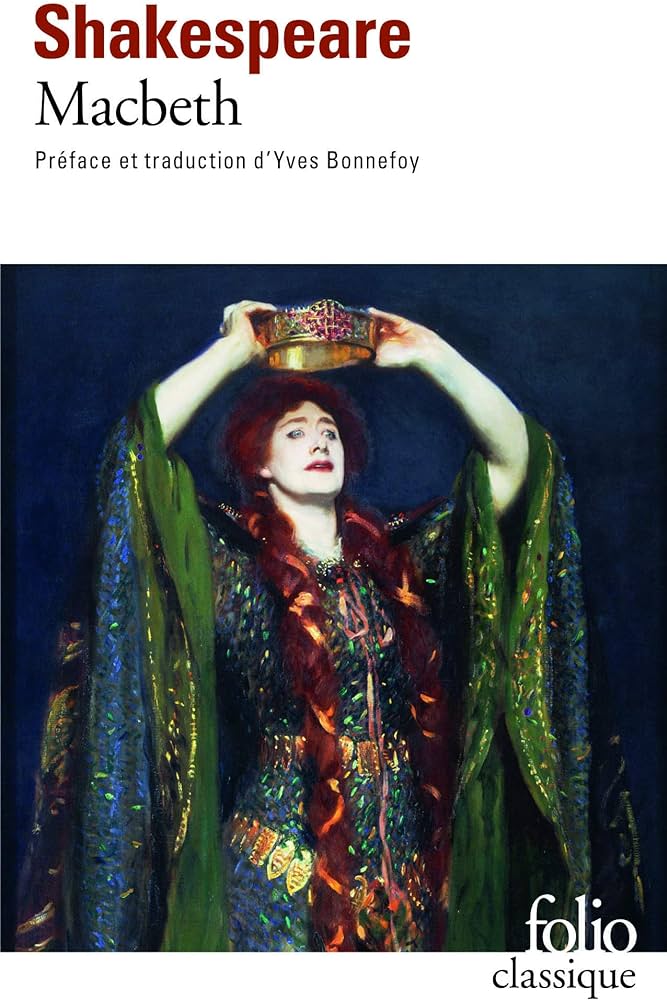 Shakespeare
Macbeth
Préface et traduction d'Yves Bonnefoy
folio
classique